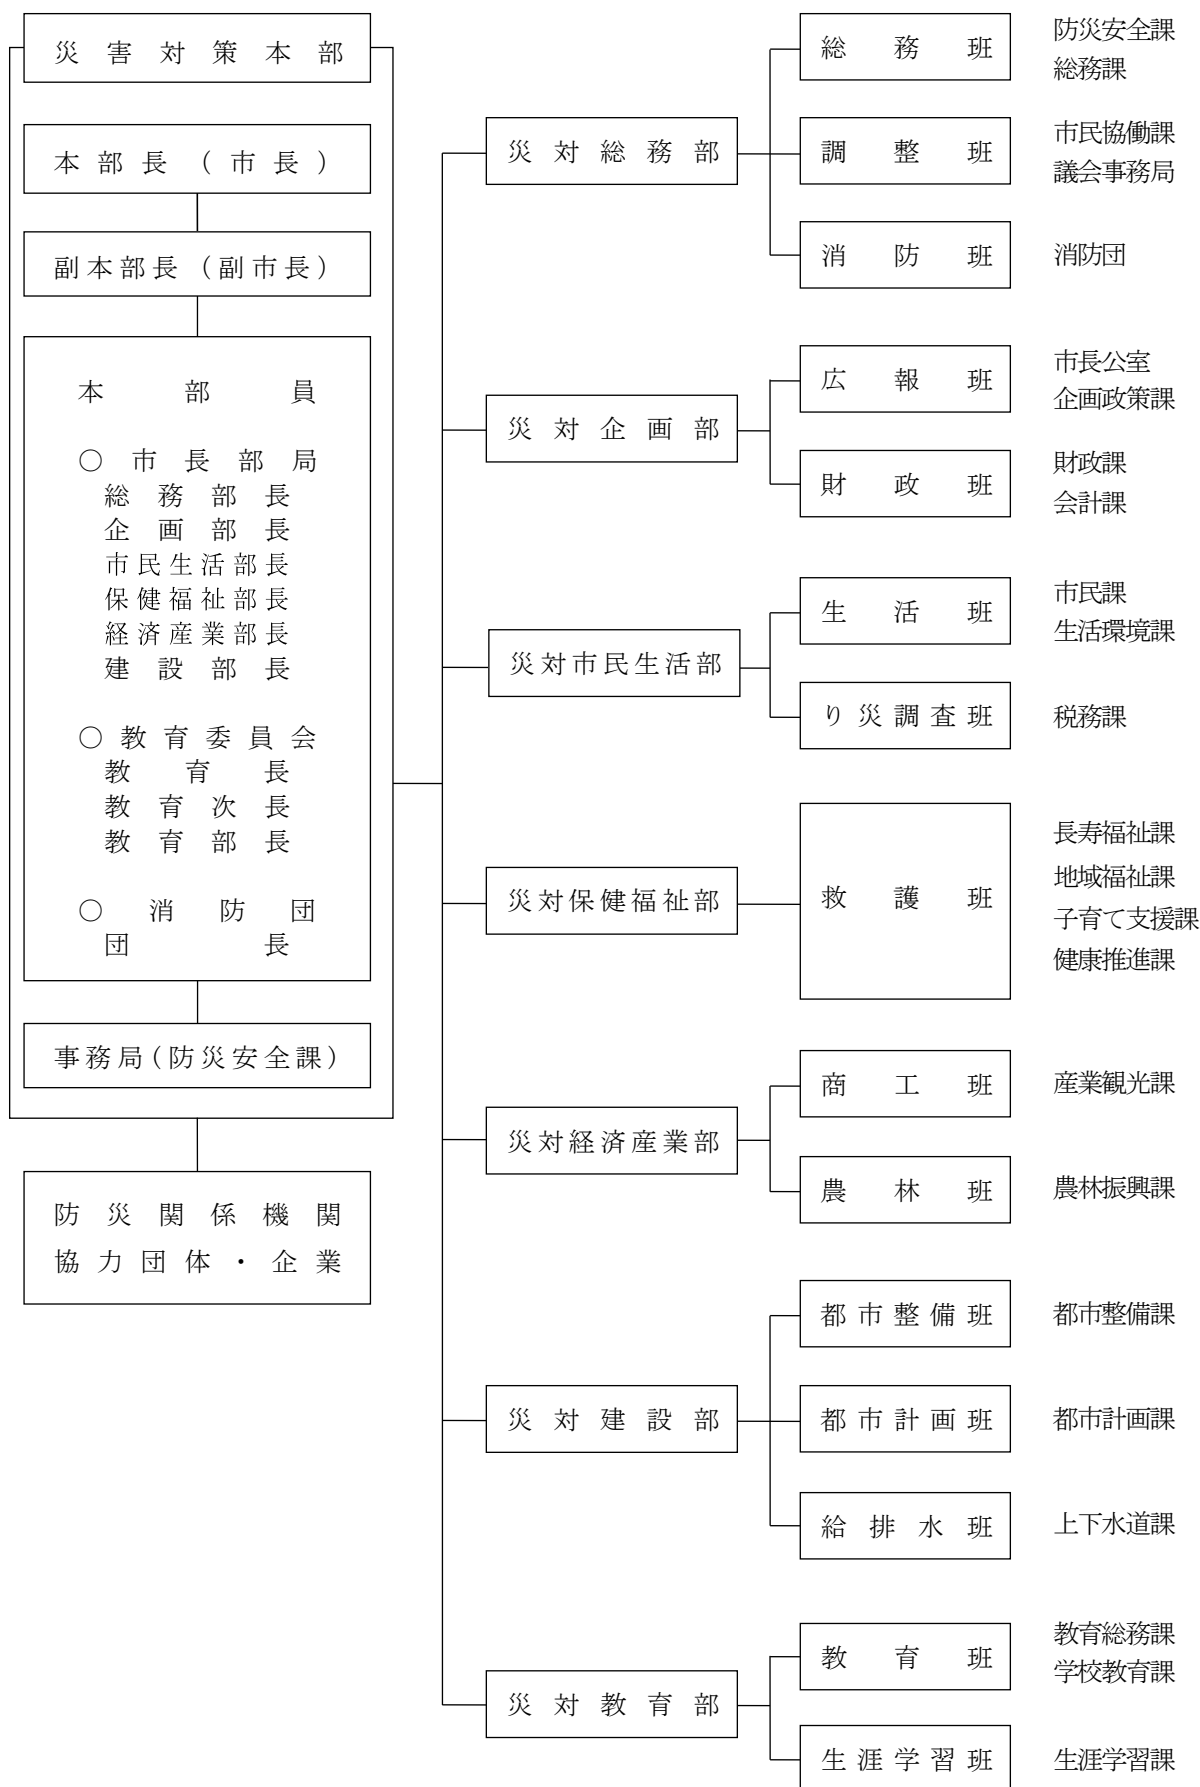 災害対策本部
本部長（市長）
副本部長（副市長）
本部員
○市長部局
総務部長
企画部長
市民生活部長
保健福祉部長
経済産業部長
建設部長
○教育委員会
教育長
教育次長
教育部長
○消防団
団長
事務局(防災安全課)
防災関係機関
協力団体・企業
災対総務部
総務班
防災安全課
総務課
調整班
市民協働課
議会事務局
消防班
消防団
災対企画部
広報班
市長公室
企画政策課
財政班
財政課
会計課
災対市民生活部
生活班
市民課
生活環境課
り災調査班
税務課
災対保健福祉部
救護班
長寿福祉課
地域福祉課
子育て支援課
健康推進課
災対経済産業部
商工班
産業観光課
農林班
農林振興課
災対建設部
都市整備班
都市整備課
都市計画班
都市計画課
給排水班
上下水道課
災対教育部
教育班
教育総務課
学校教育課
生涯学習班
生涯学習課